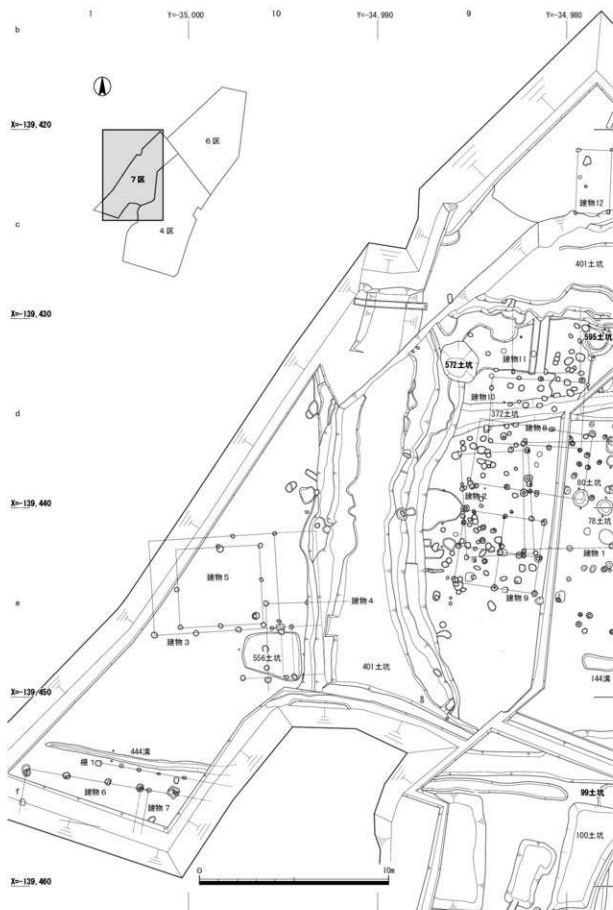 1
Y=-35,000
10
Y=-34,990
9
Y=-34,980
b
X=-139,420
6区
7区
4区
建物12
c
401土坑
X=-139,430
595土坑
建物11
572土坑
建物10
d
372土坑
建物8
建物2
80土坑
X=-139,440
78土坑
建物1
建物5
建物4
e
建物9
建物3
556土坑
401土坑
144溝
X=-139,450
444溝
柵1
99土坑
f
建物6
建物7
100土坑
0
10m
X=-139,460